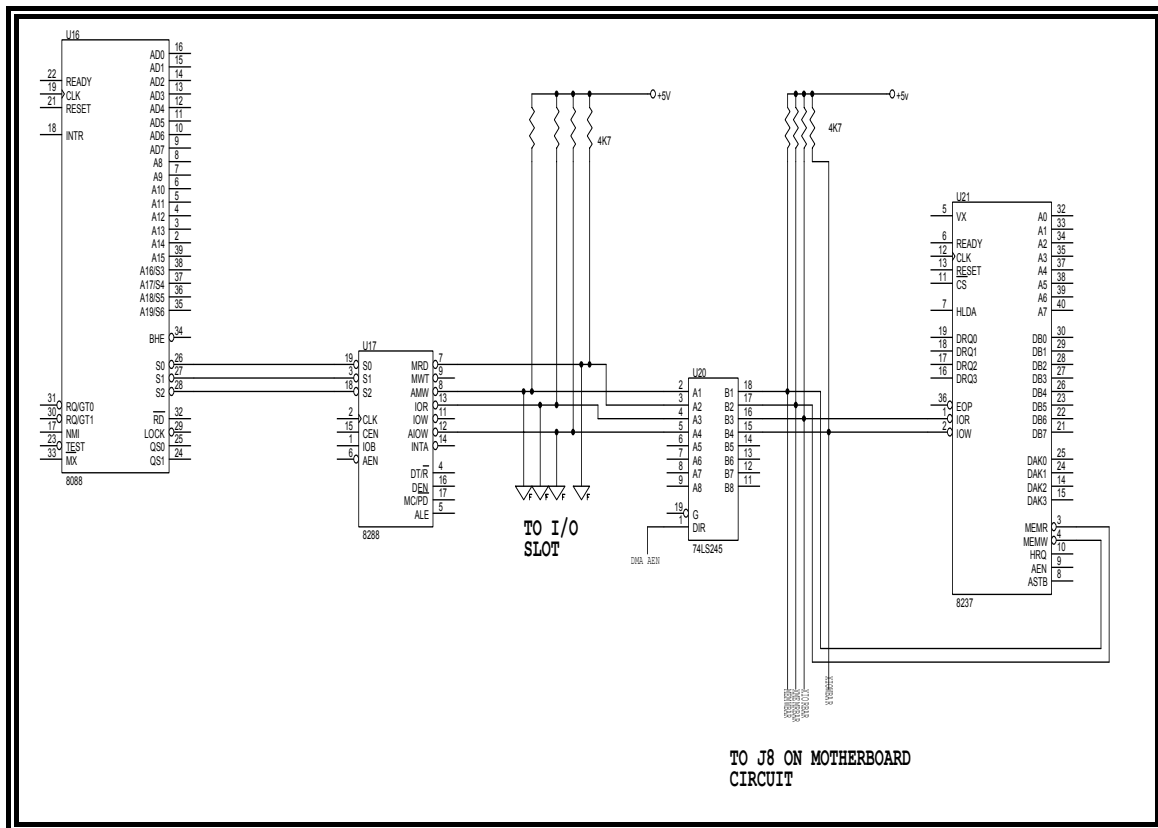 U16
8088
22 READY
19 CLK
21 RESET
18 INTR
31 RQ/GT0
30 RQ/GT1
17 NMI
23 TEST
33 MX
AD0 16
AD1 15
AD2 14
AD3 13
AD4 12
AD5 11
AD6 10
AD7 9
A8 8
A9 7
A10 6
A11 5
A12 4
A13 3
A14 2
A15 39
A16/S3 38
A17/S4 37
A18/S5 36
A19/S6 35
BHE 34
S0 26
S1 27
S2 28
RD 32
LOCK 29
QS0 25
QS1 24
U17
19 S0
3 S1
18 S2
2 CLK
15 CEN
1 IOB
6 AEN
MRD 7
MWT 9
AMW 8
IOR 13
IOW 11
AIOW 12
INTA 14
DT/R 4
DEN 16
MC/PD 17
ALE 5
8288
+5V
4K7
F F F F
TO I/O
SLOT
U20
2 A1
3 A2
4 A3
5 A4
6 A5
7 A6
8 A7
9 A8
19 G
1 DIR
B1 18
B2 17
B3 16
B4 15
B5 14
B6 13
B7 12
B8 11
74LS245
DMA AEN
+5v
4K7
U21
5 VX
6 READY
12 CLK
13 RESET
11 CS
7 HLDA
19 DRQ0
18 DRQ1
17 DRQ2
16 DRQ3
36 EOP
1 IOR
2 IOW
A0 32
A1 33
A2 34
A3 35
A4 37
A5 38
A6 39
A7 40
DB0 30
DB1 29
DB2 28
DB3 27
DB4 26
DB5 23
DB6 22
DB7 21
DAK0 25
DAK1 24
DAK2 14
DAK3 15
MEMR 3
MEMW 4
HRQ 10
AEN 9
ASTB 8
8237
XIORBAR
XIOWBAR
TO J8 ON MOTHERBOARD
CIRCUIT